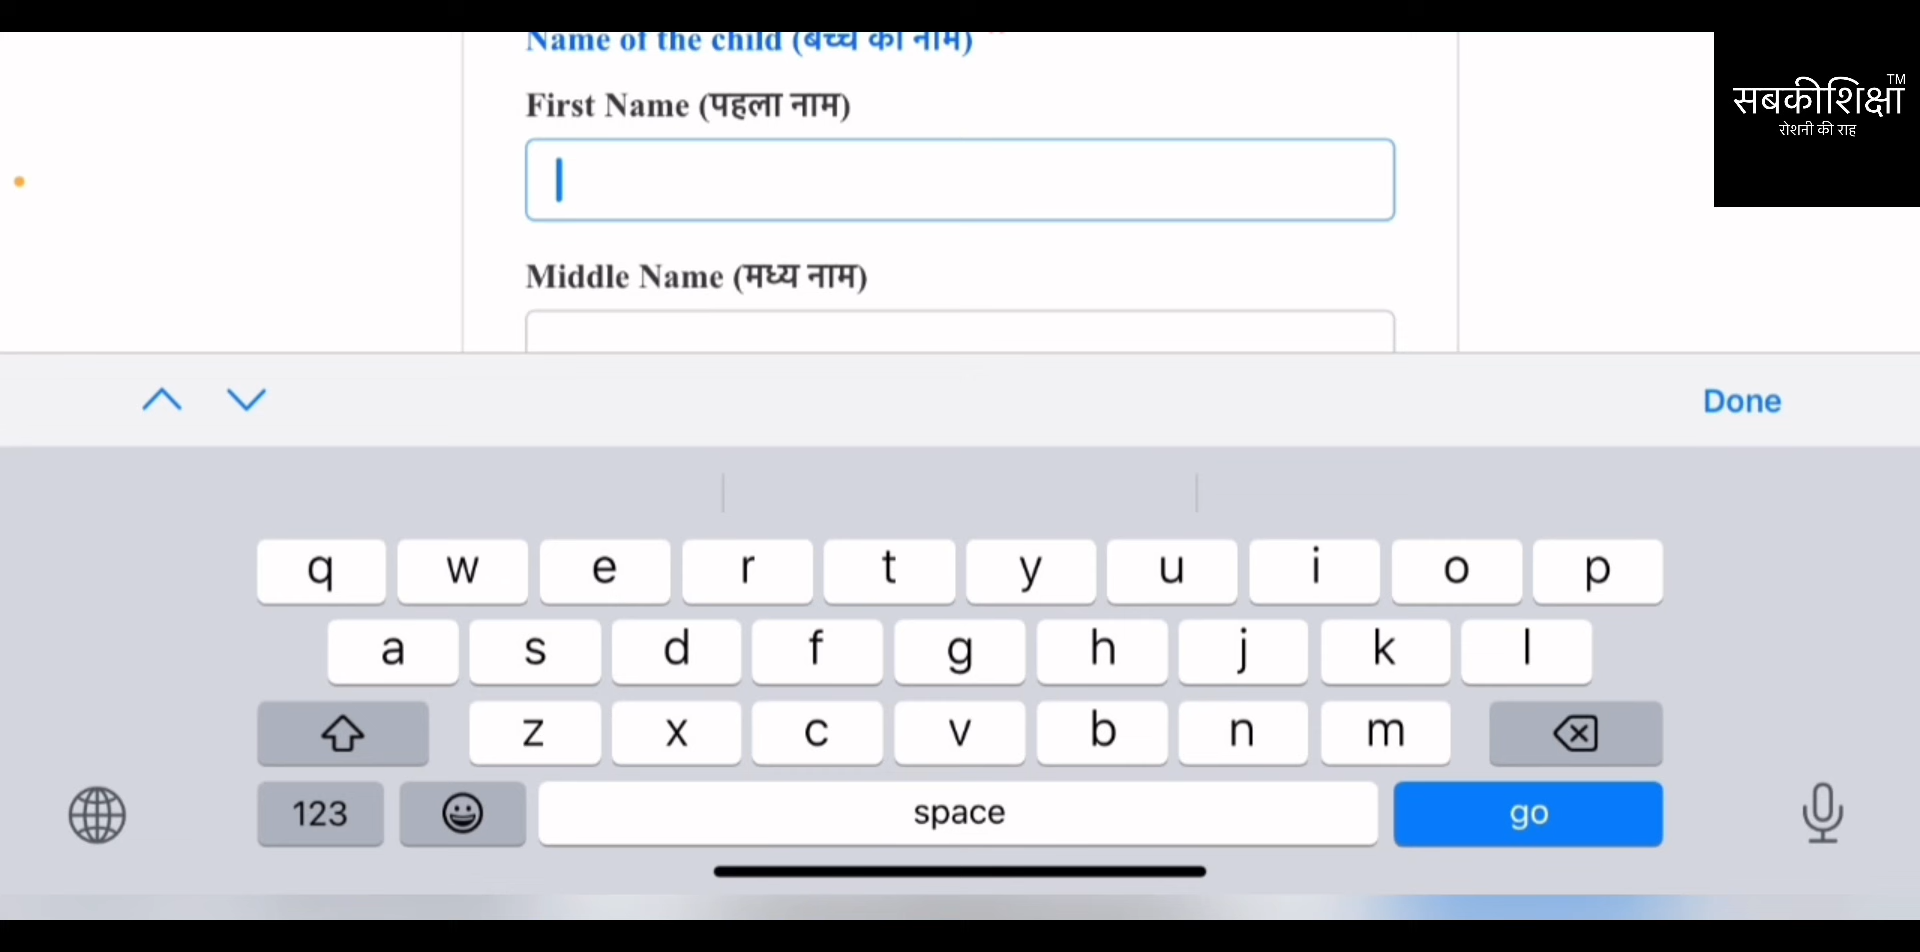 Name of the child (बच्चे का नाम) *
सबकीशिक्षा™
रोशनी की राह
First Name (पहला नाम)
Middle Name (मध्य नाम)
Done
q w e r t y u i o p
a s d f g h j k l
z x c v b n m
123 space go